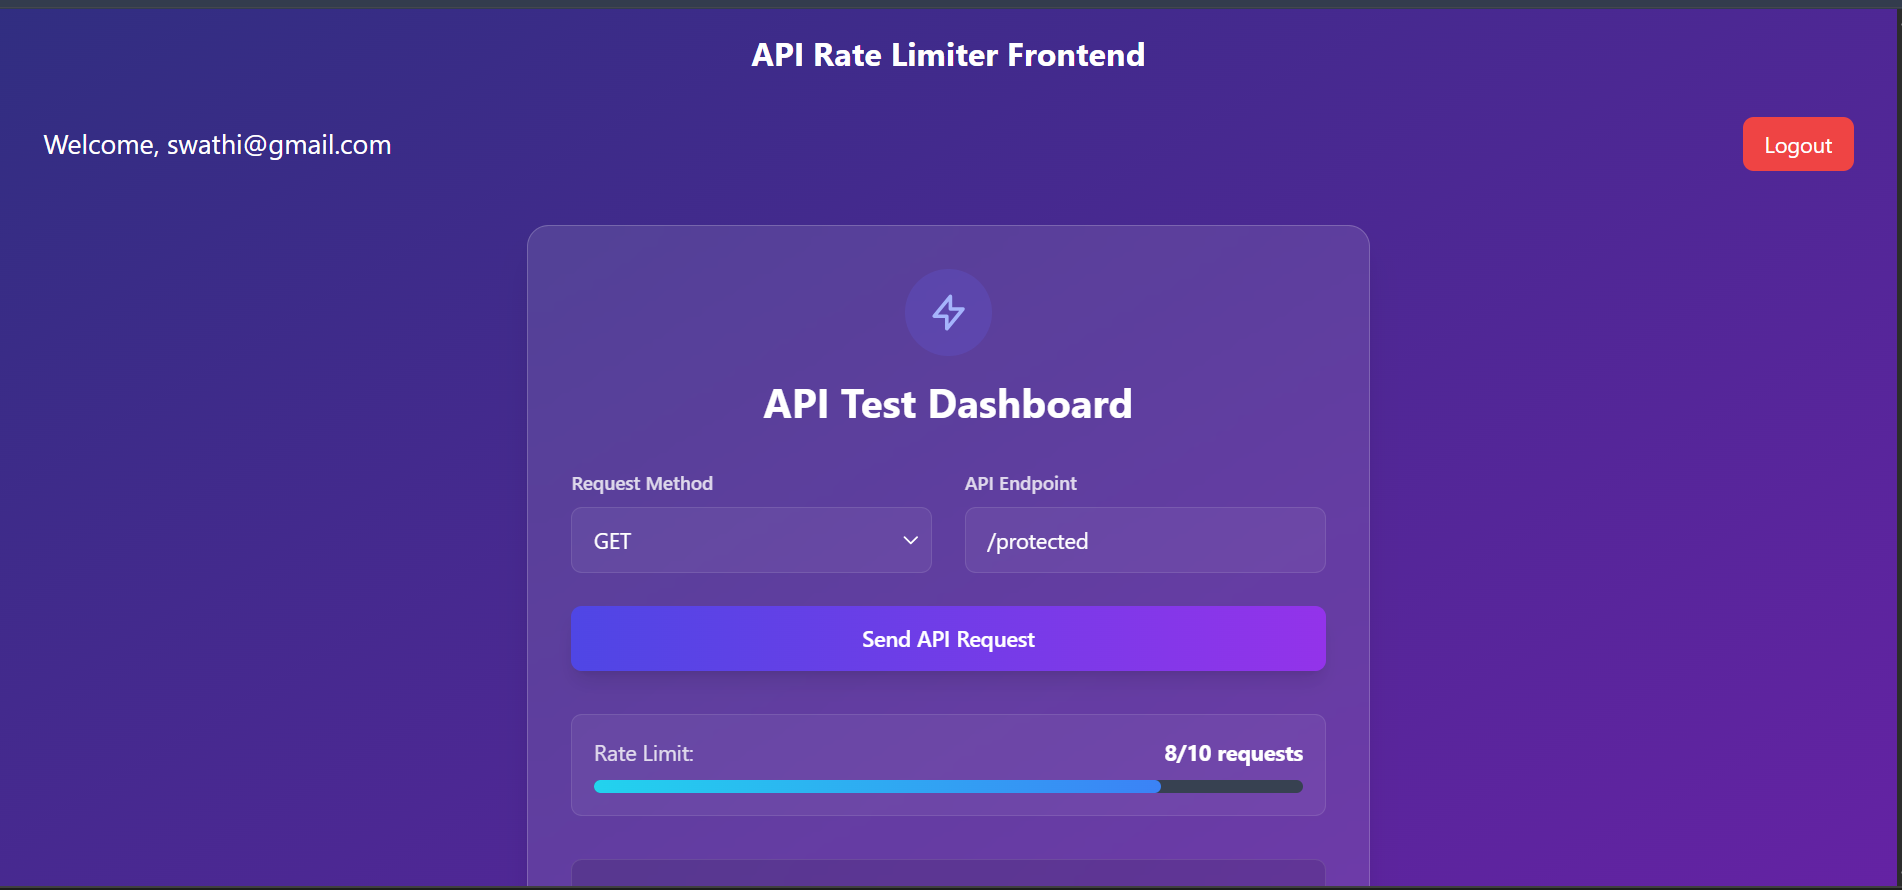 API Rate Limiter Frontend
Welcome, swathi@gmail.com
Logout
API Test Dashboard
Request Method
API Endpoint
GET
/protected
Send API Request
Rate Limit:
8/10 requests